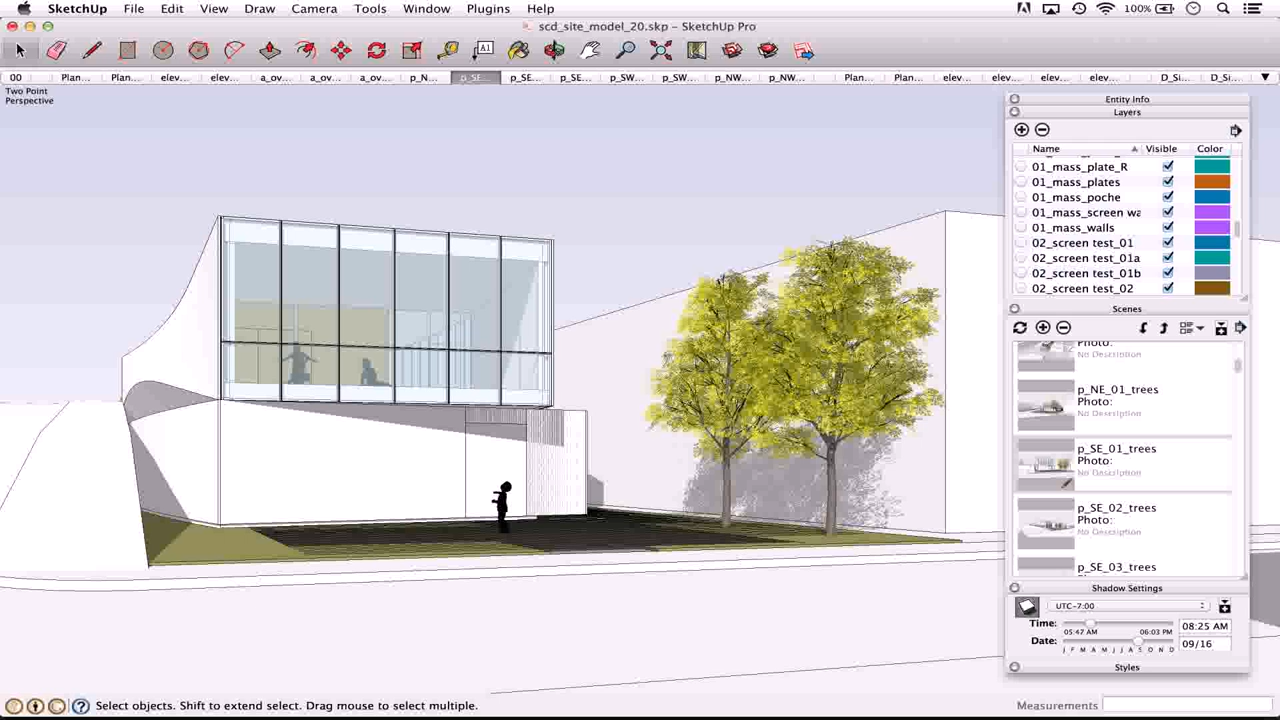 SketchUp File Edit View Draw Camera Tools Window Plugins Help 100%
scd_site_model_20.skp - SketchUp Pro
A1
00 Plan... Plan... elev... elev... a_ov... a_ov... a_ov... p_N... p_SE... p_SE... p_SE... p_SW... p_SW... p_NW... p_NW... Plan... Plan... elev... elev... elev... elev... D_Si... D_Si...
Two Point
Perspective
Entity Info
Layers
Name Visible Color
01_mass_plate_R
01_mass_plates
01_mass_poche
01_mass_screen wa
01_mass_walls
02_screen test_01
02_screen test_01a
02_screen test_01b
02_screen test_02
Scenes
Photo:
No Description
p_NE_01_trees
Photo:
No Description
p_SE_01_trees
Photo:
No Description
p_SE_02_trees
Photo:
No Description
p_SE_03_trees
Shadow Settings
UTC-7:00
Time: 08:25 AM
05:47 AM 06:03 PM
Date: 09/16
J F M A M J J A S O N D
Styles
Select objects. Shift to extend select. Drag mouse to select multiple.
Measurements